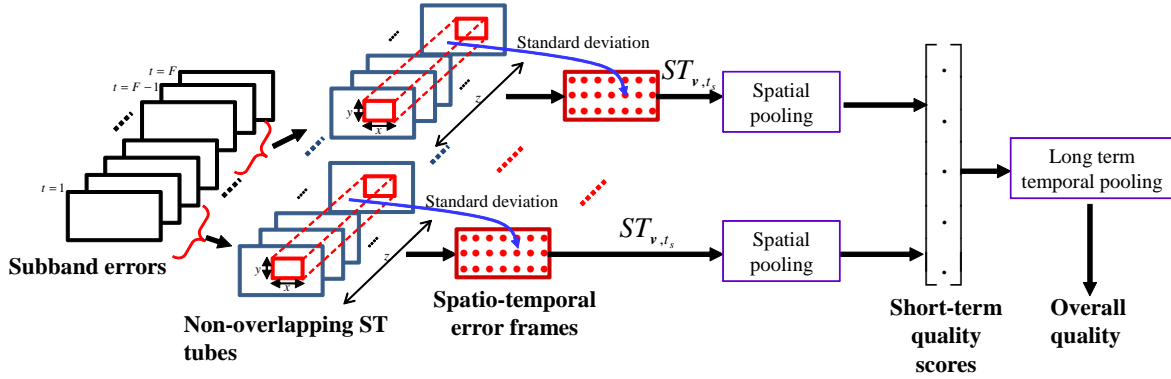 t = F
t = F − 1
t = 1
Subband errors
Standard deviation
y
x
z
ST_{v,t_s}
Spatial
pooling
Standard deviation
y
x
z
ST_{v,t_s}
Spatial
pooling
Long term
temporal pooling
Non-overlapping ST
tubes
Spatio-temporal
error frames
Short-term
quality
scores
Overall
quality